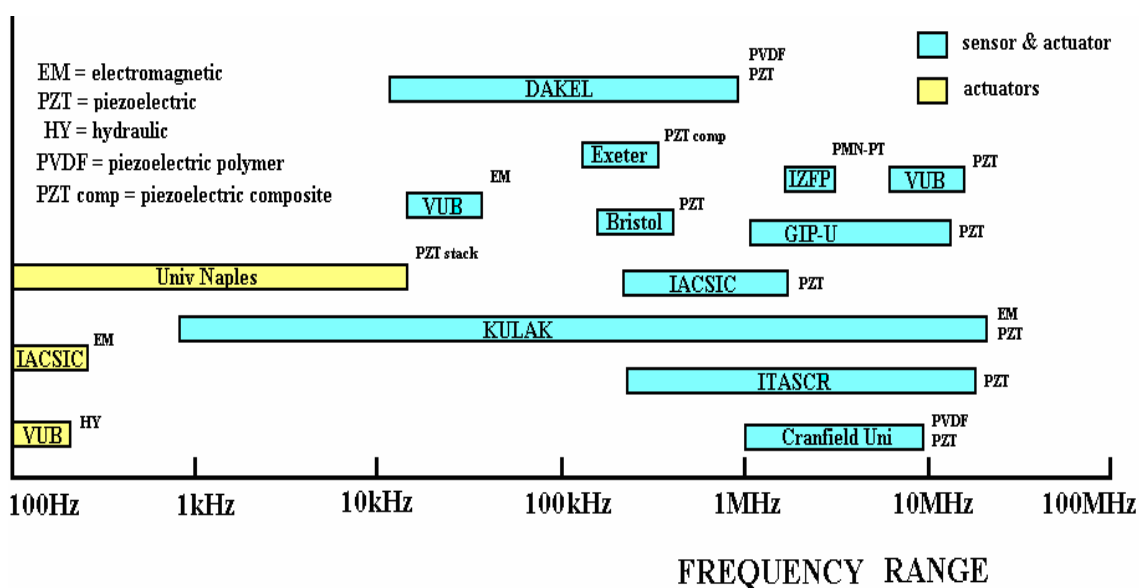 EM = electromagnetic
PZT = piezoelectric
HY = hydraulic
PVDF = piezoelectric polymer
PZT comp = piezoelectric composite
sensor & actuator
actuators
PVDF
PZT
DAKEL
PZT comp
Exeter
PMN-PT
IZFP
PZT
VUB
EM
VUB
PZT
Bristol
GIP-U
PZT
PZT stack
Univ Naples
IACSIC
PZT
KULAK
EM
PZT
EM
IACSIC
ITASCR
PZT
HY
VUB
Cranfield Uni
PVDF
PZT
100Hz
1kHz
10kHz
100kHz
1MHz
10MHz
100MHz
FREQUENCY RANGE